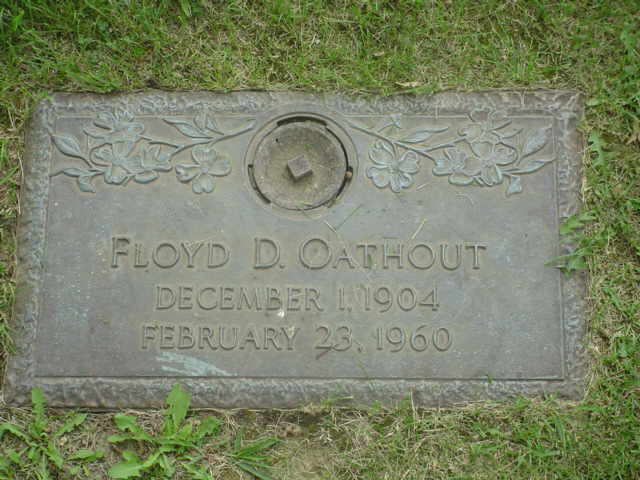 FLOYD D. OATHOUT
DECEMBER 1, 1904
FEBRUARY 23, 1960